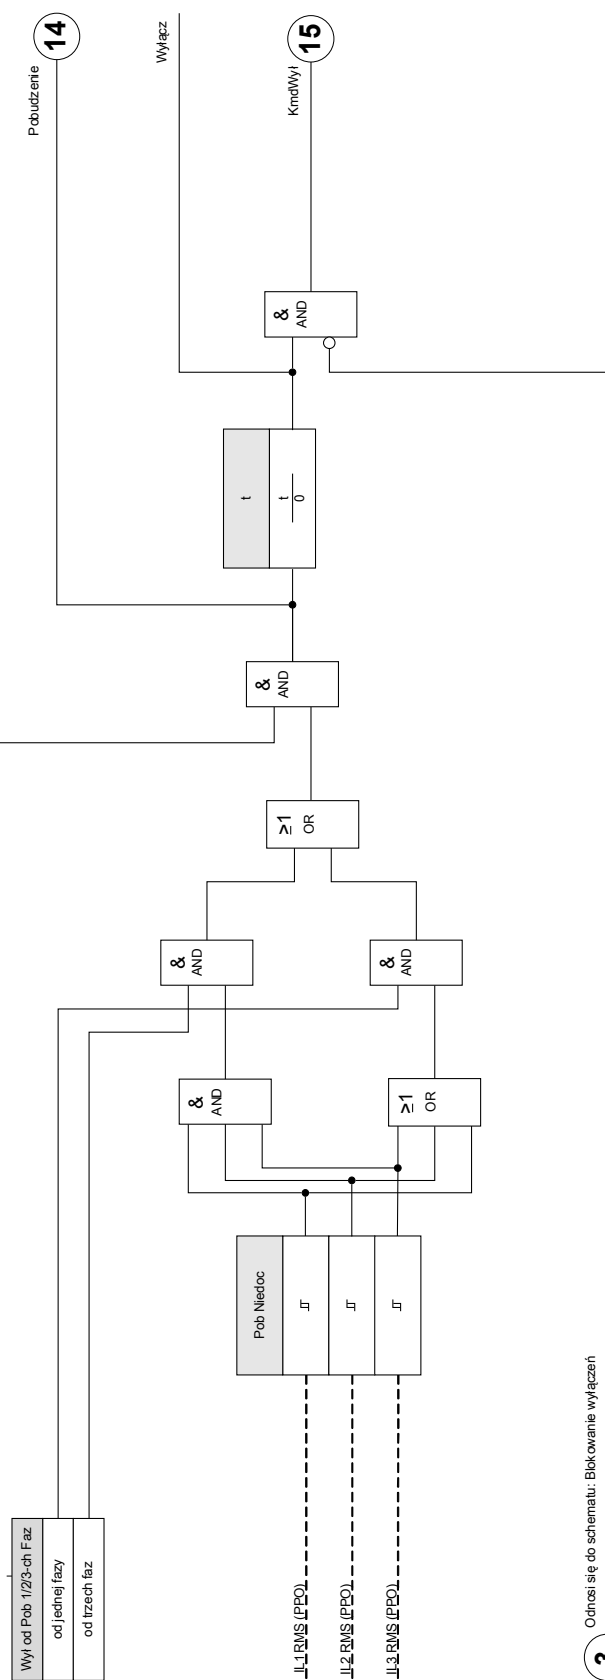 Wył od Pob 1/2/3-ch Faz
od jednej fazy
od trzech faz
IL1 RMS (PPO)
IL2 RMS (PPO)
IL3 RMS (PPO)
Pob Niedoc
&
AND
≥1
OR
&
AND
&
AND
≥1
OR
&
AND
t
t
0
&
AND
Pobudzenie
14
Wyłącz
KmdWył
15
Odnosi się do schematu: Blokowanie wyłączeń